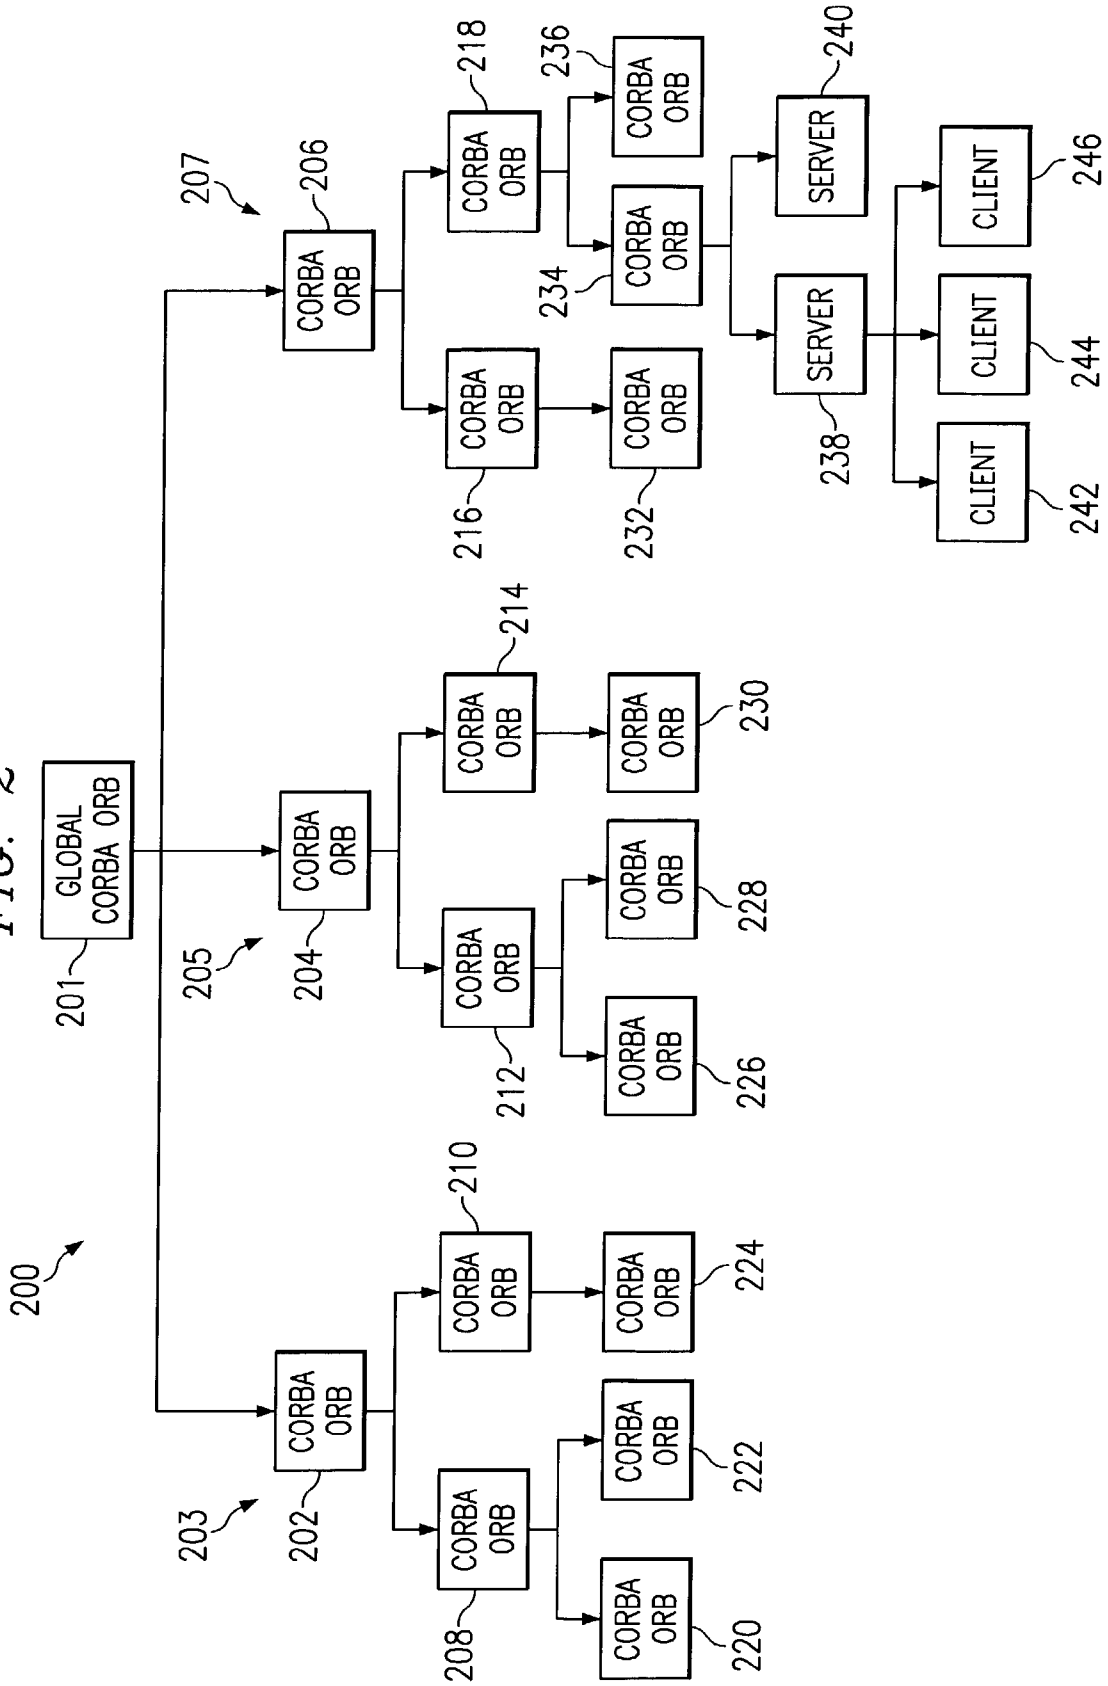 FIG. 2
200
GLOBAL
CORBA ORB
201
203
205
207
CORBA
ORB
202
CORBA
ORB
204
CORBA
ORB
206
CORBA
ORB
208
CORBA
ORB
210
CORBA
ORB
212
CORBA
ORB
214
CORBA
ORB
216
CORBA
ORB
218
CORBA
ORB
220
CORBA
ORB
222
CORBA
ORB
224
CORBA
ORB
226
CORBA
ORB
228
CORBA
ORB
230
CORBA
ORB
232
CORBA
ORB
234
CORBA
ORB
236
SERVER
238
SERVER
240
CLIENT
242
CLIENT
244
CLIENT
246